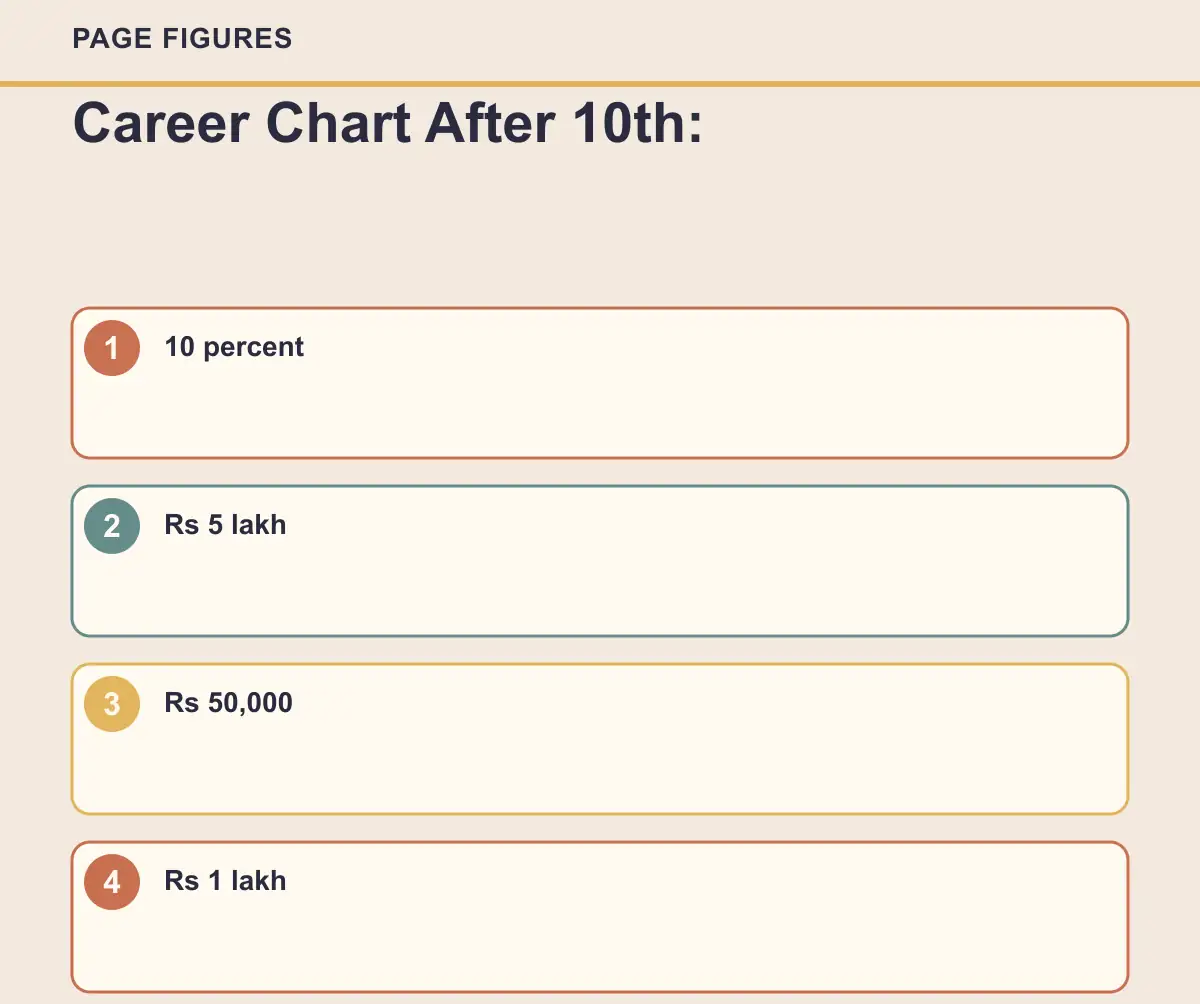 PAGE FIGURES
Career Chart After 10th:
1 10 percent
2 Rs 5 lakh
3 Rs 50,000
4 Rs 1 lakh